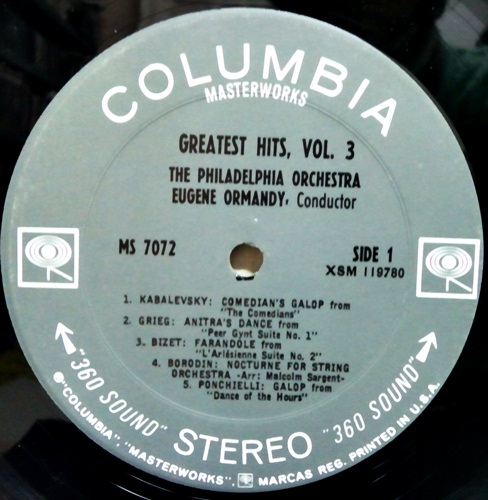 COLUMBIA
MASTERWORKS
GREATEST HITS, VOL. 3
THE PHILADELPHIA ORCHESTRA
EUGENE ORMANDY, Conductor
MS 7072
SIDE 1
XSM 119780
1. KABALEVSKY: COMEDIAN'S GALOP from
"The Comedians"
2. GRIEG: ANITRA'S DANCE from
"Peer Gynt Suite No. 1"
3. BIZET: FARANDOLE from
"L'Arlésienne Suite No. 2"
4. BORODIN: NOCTURNE FOR STRING
ORCHESTRA -Arr: Malcolm Sargent-
5. PONCHIELLI: GALOP from
"Dance of the Hours"
"360 SOUND" STEREO "360 SOUND"
® "COLUMBIA", "MASTERWORKS", MARCAS REG. PRINTED IN U.S.A.